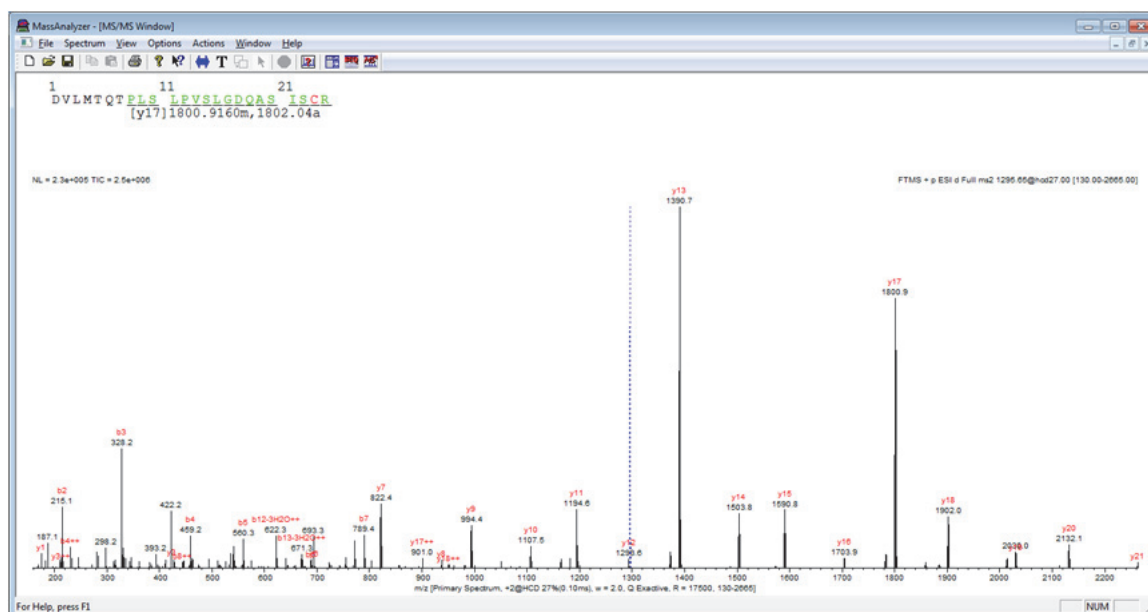 MassAnalyzer - [MS/MS Window]
File Spectrum View Options Actions Window Help
1 11 21
DVLMTQTPLS LPVSLGDQAS ISCR
[y17]1800.9160m,1802.04a
NL = 2.3e+005 TIC = 2.5e+006
FTMS + p ESI d Full ms2 1295.65@hcd27.00 [130.00-2665.00]
y13
1390.7
y17
1800.9
b3
328.2
b2
215.1
187.1
y1
b4++
422.2
393.2
b4
459.2
b5
560.3
b12-3H2O++
622.3
693.3
b13-3H2O++
671.3
b7
789.4
y7
822.4
y17++
901.0
y9
994.4
y10
1107.5
y11
1194.6
y12
1293.6
y14
1503.8
y15
1590.8
y16
1703.9
y18
1902.0
y20
2132.1
y21
200 300 400 500 600 700 800 900 1000 1100 1200 1300 1400 1500 1600 1700 1800 1900 2000 2100 2200
m/z [Primary Spectrum, +2@HCD 27%(0.10ms), w = 2.0, Q Exactive, R = 17500, 130-2665]
For Help, press F1
NUM